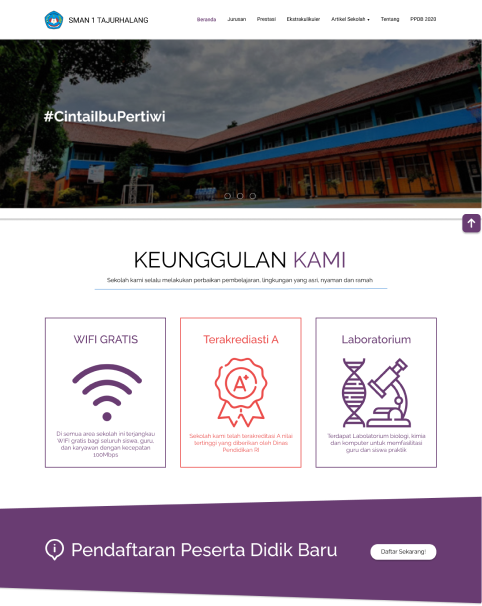 SMAN 1 TAJURHALANG
Beranda Jurusan Prestasi Ekstrakulikuler Artikel Sekolah Tentang PPDB 2020
#CintaiIbuPertiwi
KEUNGGULAN KAMI
Sekolah kami selalu melakukan perbaikan pembelajaran, lingkungan yang asri, nyaman dan ramah
WIFI GRATIS
Di semua area sekolah ini terjangkau
WiFi gratis bagi seluruh siswa, guru,
dan karyawan dengan kecepatan
100Mbps
Terakrediasti A
A+
Sekolah kami telah terakreditasi A nilai
tertinggi yang diberikan oleh Dinas
Pendidikan RI
Laboratorium
Terdapat Labolatorium biologi, kimia
dan komputer untuk memfasilitasi
guru dan siswa praktik
Pendaftaran Peserta Didik Baru
Daftar Sekarang!